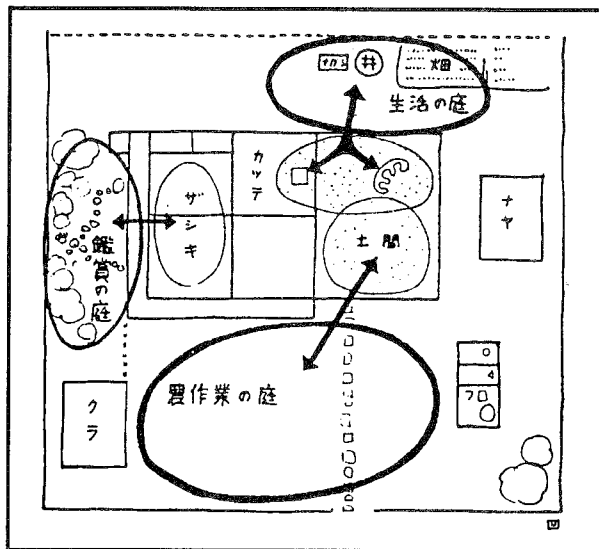 井
畑
生活の庭
カッテ
ザシキ
土間
ナヤ
鑑賞の庭
農作業の庭
クラ
フロ